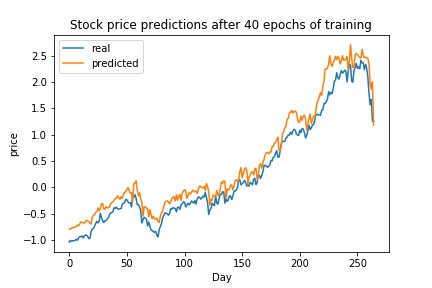 Stock price predictions after 40 epochs of training
real
predicted
2.5
2.0
1.5
1.0
0.5
0.0
−0.5
−1.0
price
0 50 100 150 200 250
Day